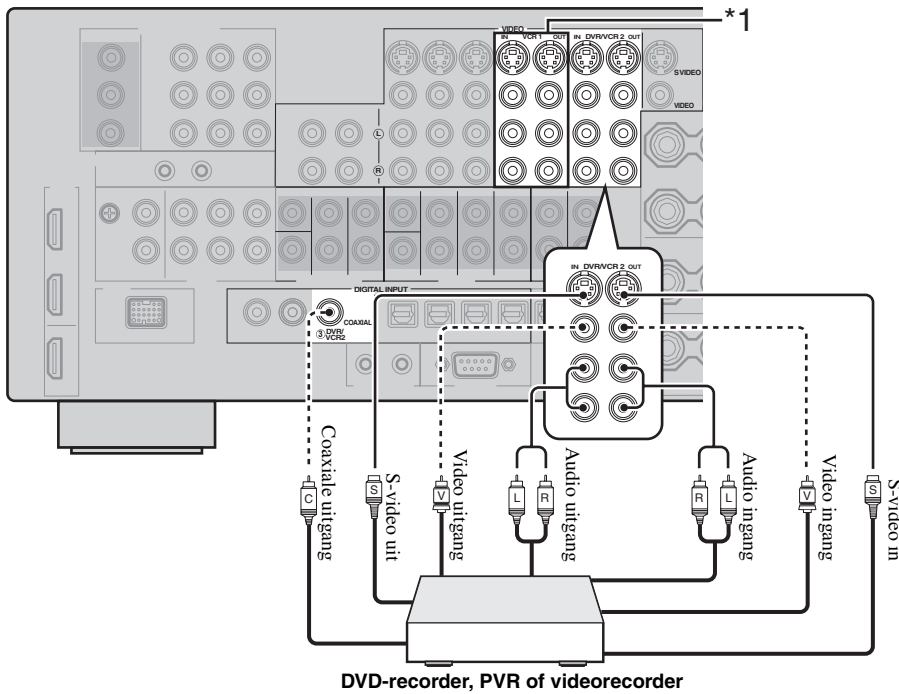 *1
VIDEO
IN VCR 1 OUT IN DVR/VCR 2 OUT
S VIDEO
VIDEO
L
R
IN DVR/VCR 2 OUT
DIGITAL INPUT
COAXIAL
③ DVR/
VCR2
C
S
V
L
R
R
L
V
S
Coaxiale uitgang
S-video uit
Video uitgang
Audio uitgang
Audio ingang
Video ingang
S-video in
DVD-recorder, PVR of videorecorder